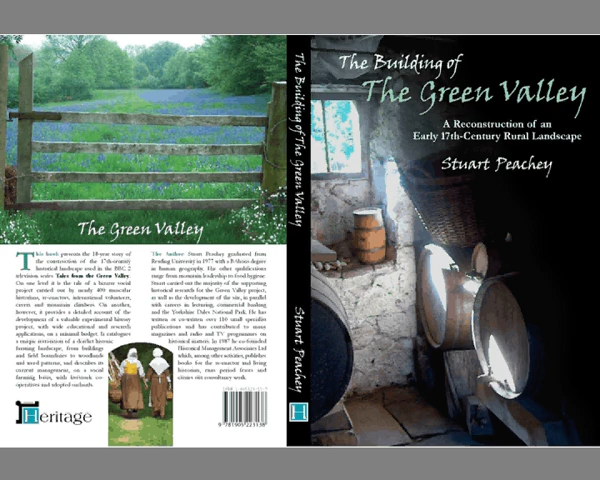 The Green Valley
This book presents the 18-year story of
the construction of the 17th-century
historical landscape used in the BBC 2
television series Tales from the Green Valley.
On one level it is the tale of a bizarre social
project carried out by nearly 400 muscular
historians, re-enactors, international volunteers,
cavers and mountain climbers. On another,
however, it provides a detailed account of the
development of a valuable experimental history
project, with wide educational and research
applications, on a minimal budget. It catalogues
a major restoration of a derelict historic
farming landscape, from buildings
and field boundaries to woodlands
and weed patterns, and describes its
current management, on a social
farming basis, with livestock co-
operatives and adopted orchards.
The Author: Stuart Peachey graduated from
Reading University in 1977 with a BA
degree
in human geography. His other qualifications
range from mountain leadership to food hygiene.
Stuart carried out the majority of the supporting
historical research for the Green Valley project,
as well as the development of the site, in parallel
with careers in lecturing, commercial banking
and the Yorkshire Dales National Park. He has
written or co-written over 110 small specialist
publications and has contributed to many
magazines and radio and TV programmes on
historical matters. In 1987 he co-founded
Historical Management Associates Ltd
which, among other activities, publishes
books for the re-enactor and living
historian, runs period events and
carries site consultancy work.
Heritage
9 781905 223138
The Building of The Green Valley
Stuart Peachey
H
The Building of
The Green Valley
A Reconstruction of an
Early 17th-Century Rural Landscape
Stuart Peachey